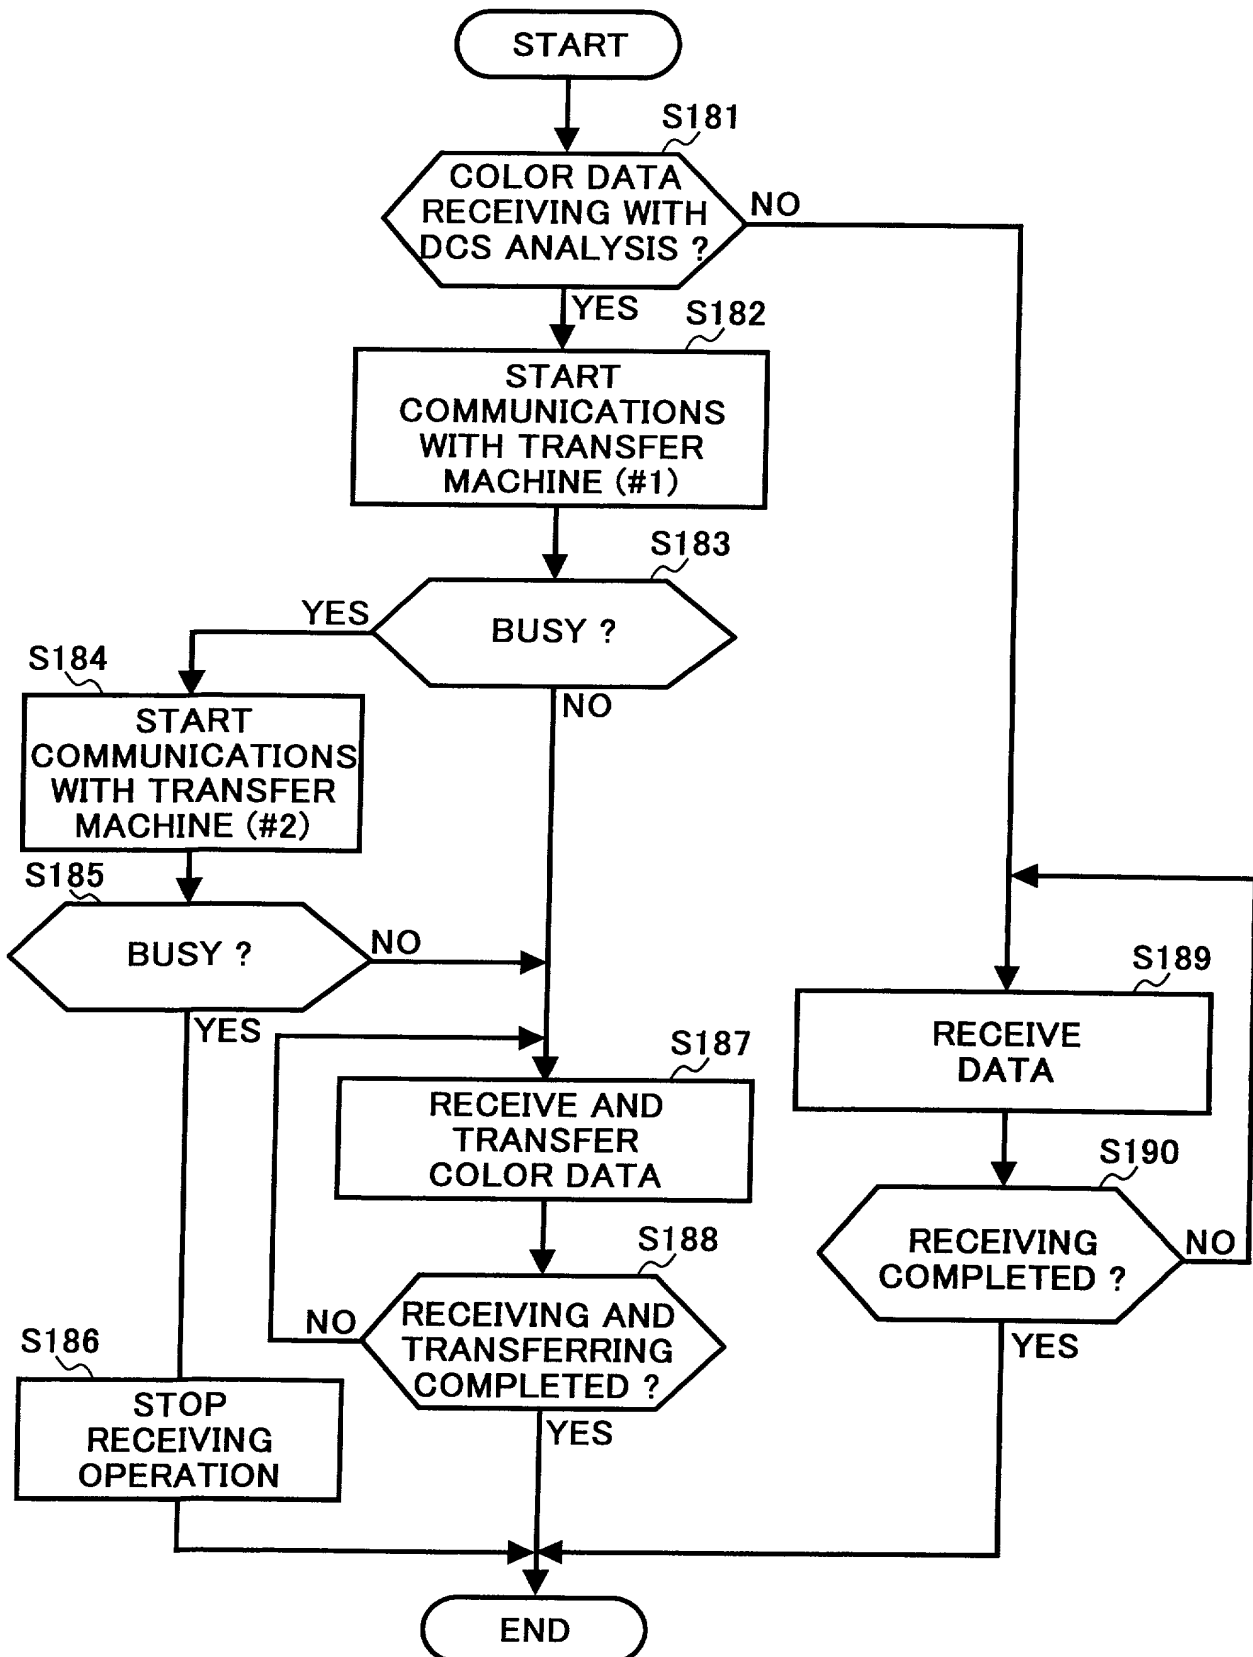 START
S181
COLOR DATA
RECEIVING WITH
DCS ANALYSIS ?
NO
YES
S182
START
COMMUNICATIONS
WITH TRANSFER
MACHINE (#1)
S183
BUSY ?
YES
NO
S184
START
COMMUNICATIONS
WITH TRANSFER
MACHINE (#2)
S185
BUSY ?
NO
YES
S186
STOP
RECEIVING
OPERATION
S187
RECEIVE AND
TRANSFER
COLOR DATA
S188
RECEIVING AND
TRANSFERRING
COMPLETED ?
NO
YES
S189
RECEIVE
DATA
S190
RECEIVING
COMPLETED ?
NO
YES
END